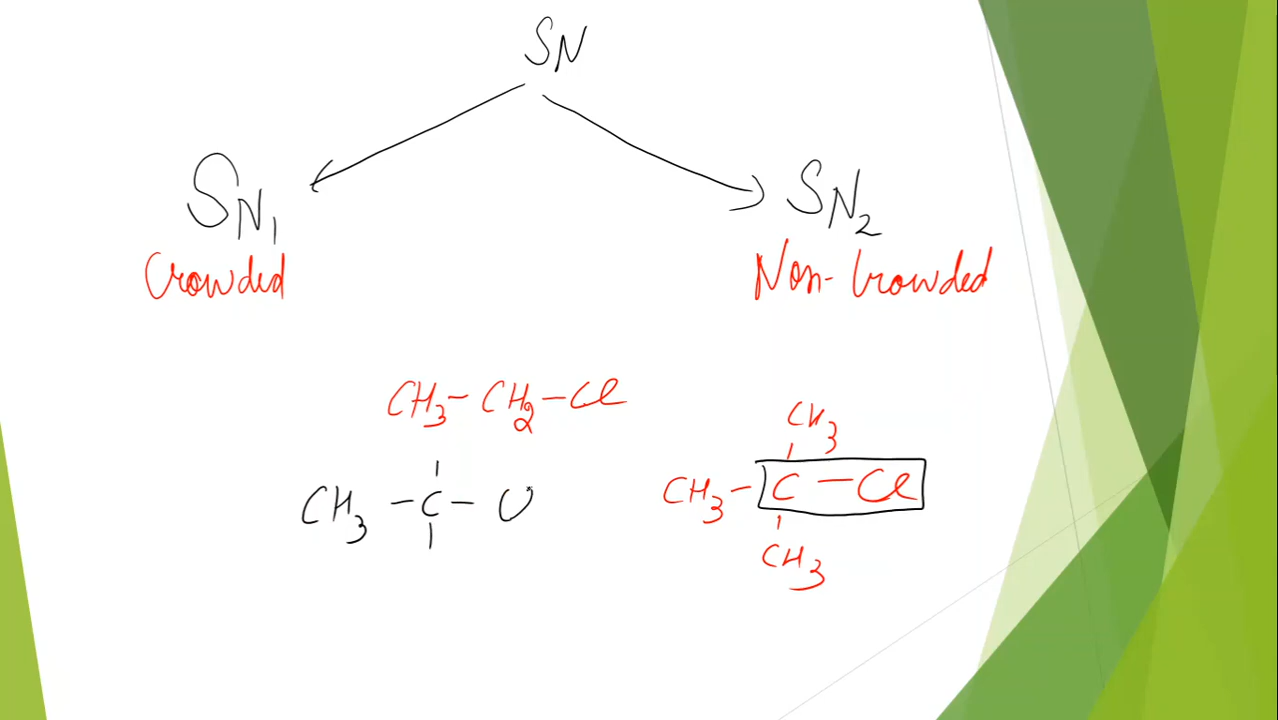 SN
SN1
SN2
Crowded
Non-Crowded
CH3-CH2-Cl
CH3
CH3-C-Cl
CH3
CH3-C-